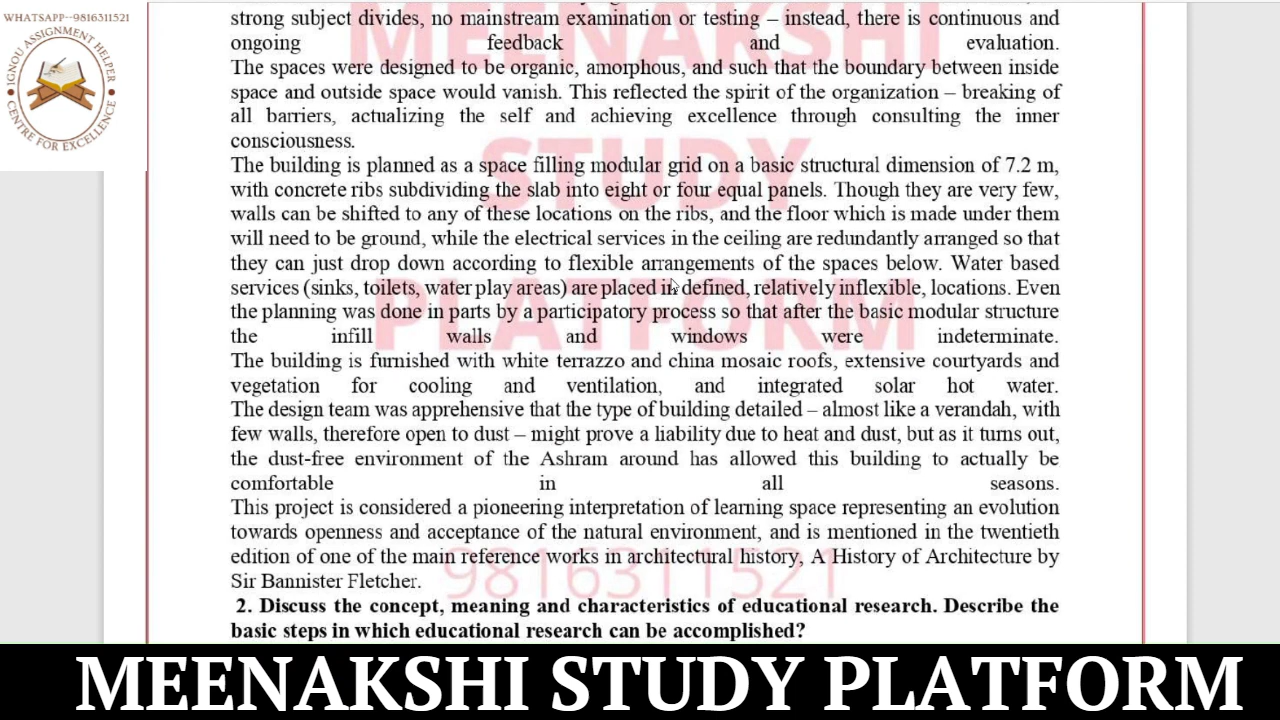 WHATSAPP--9816311521
IGNOU ASSIGNMENT HELPER
CENTRE FOR EXCELLENCE
MEENAKSHI
STUDY
PLATFORM
9816311521
strong subject divides, no mainstream examination or testing – instead, there is continuous and
ongoing feedback and evaluation.
The spaces were designed to be organic, amorphous, and such that the boundary between inside
space and outside space would vanish. This reflected the spirit of the organization – breaking of
all barriers, actualizing the self and achieving excellence through consulting the inner
consciousness.
The building is planned as a space filling modular grid on a basic structural dimension of 7.2 m,
with concrete ribs subdividing the slab into eight or four equal panels. Though they are very few,
walls can be shifted to any of these locations on the ribs, and the floor which is made under them
will need to be ground, while the electrical services in the ceiling are redundantly arranged so that
they can just drop down according to flexible arrangements of the spaces below. Water based
services (sinks, toilets, water play areas) are placed in defined, relatively inflexible, locations. Even
the planning was done in parts by a participatory process so that after the basic modular structure
the infill walls and windows were indeterminate.
The building is furnished with white terrazzo and china mosaic roofs, extensive courtyards and
vegetation for cooling and ventilation, and integrated solar hot water.
The design team was apprehensive that the type of building detailed – almost like a verandah, with
few walls, therefore open to dust – might prove a liability due to heat and dust, but as it turns out,
the dust-free environment of the Ashram around has allowed this building to actually be
comfortable in all seasons.
This project is considered a pioneering interpretation of learning space representing an evolution
towards openness and acceptance of the natural environment, and is mentioned in the twentieth
edition of one of the main reference works in architectural history, A History of Architecture by
Sir Bannister Fletcher.
2. Discuss the concept, meaning and characteristics of educational research. Describe the
basic steps in which educational research can be accomplished?
MEENAKSHI STUDY PLATFORM